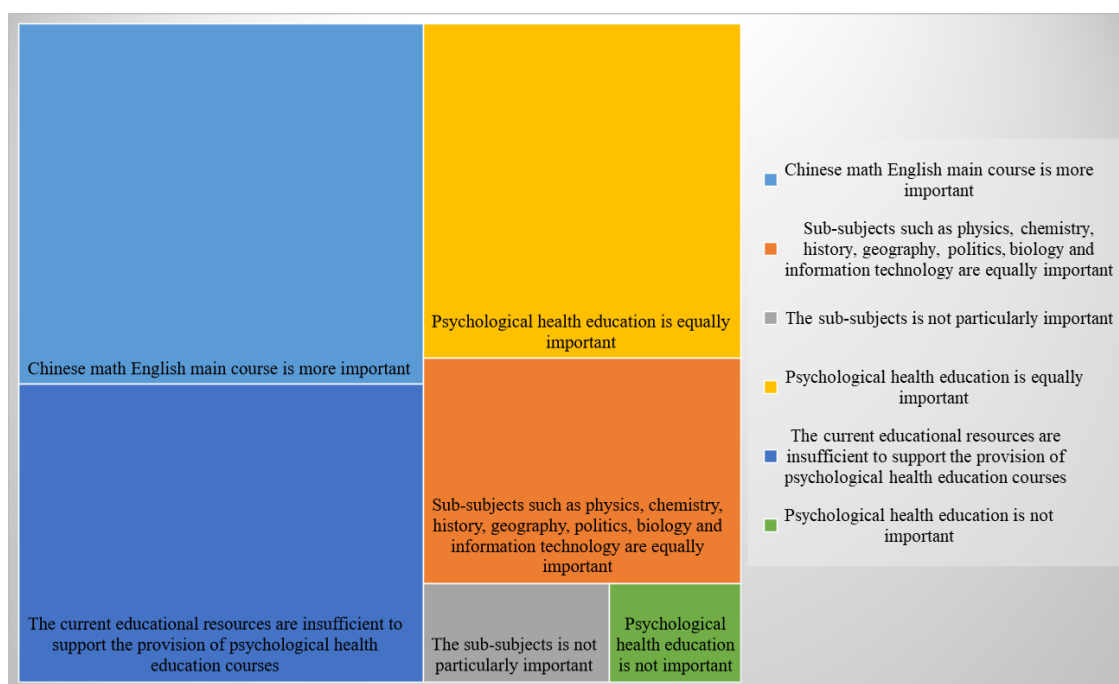 Chinese math English main course is more important
The current educational resources are insufficient to
support the provision of psychological health
education courses
Psychological health education is equally
important
Sub-subjects such as physics, chemistry,
history, geography, politics, biology and
information technology are equally
important
The sub-subjects is not
particularly important
Psychological
health education
is not important
Chinese math English main course is more
important
Sub-subjects such as physics, chemistry,
history, geography, politics, biology and
information technology are equally important
The sub-subjects is not particularly important
Psychological health education is equally
important
The current educational resources are
insufficient to support the provision of
psychological health education courses
Psychological health education is not
important